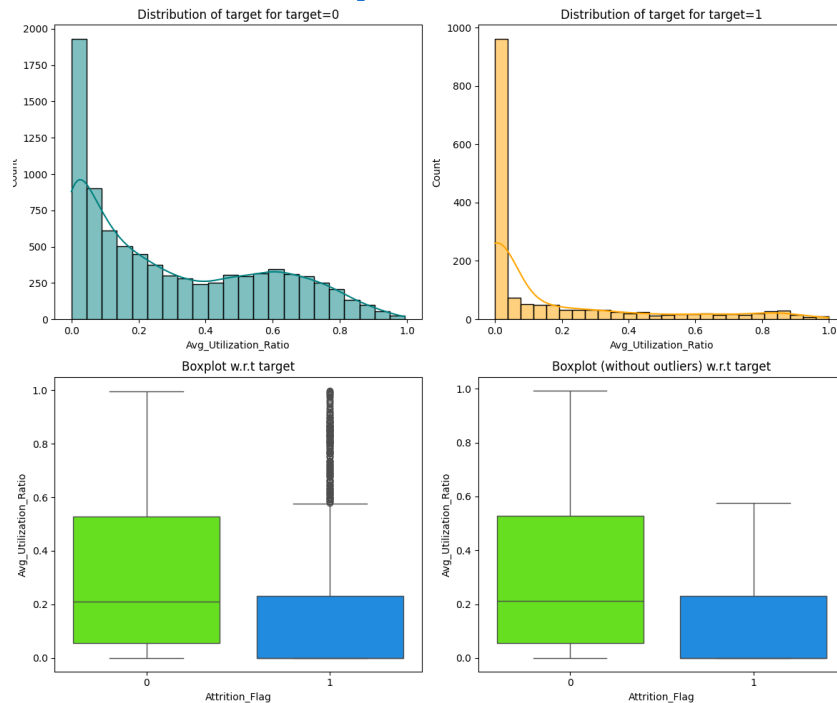 Distribution of target for target=0
2000
1750
1500
1250
1000
750
500
250
0
Count
0.0 0.2 0.4 0.6 0.8 1.0
Avg_Utilization_Ratio
Distribution of target for target=1
1000
800
600
400
200
0
Count
0.0 0.2 0.4 0.6 0.8 1.0
Avg_Utilization_Ratio
Boxplot w.r.t target
1.0
0.8
0.6
0.4
0.2
0.0
Avg_Utilization_Ratio
0 1
Attrition_Flag
Boxplot (without outliers) w.r.t target
1.0
0.8
0.6
0.4
0.2
0.0
Avg_Utilization_Ratio
0 1
Attrition_Flag